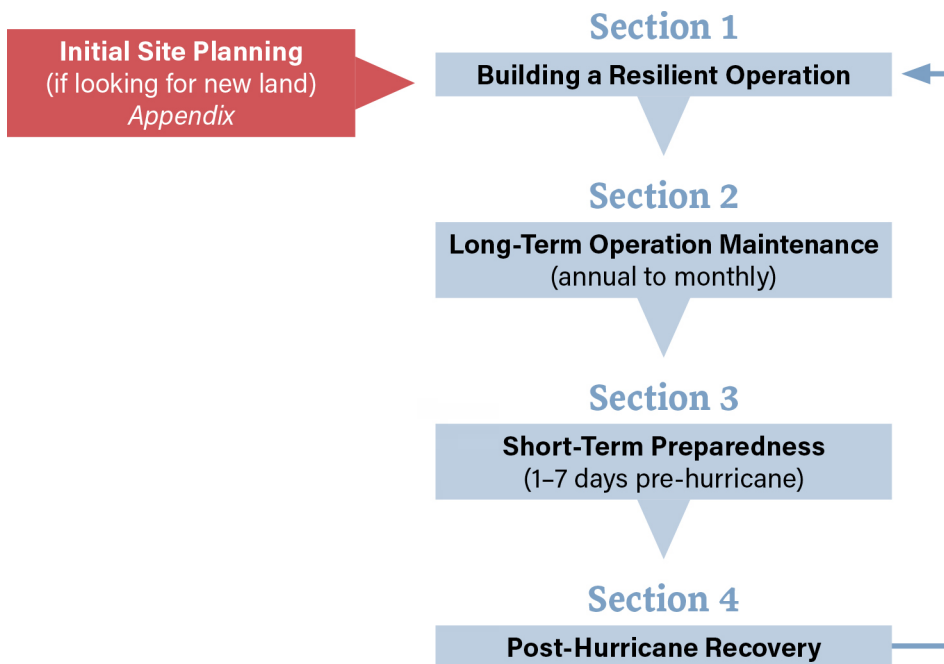 Initial Site Planning
(if looking for new land)
Appendix
Section 1
Building a Resilient Operation
Section 2
Long-Term Operation Maintenance
(annual to monthly)
Section 3
Short-Term Preparedness
(1–7 days pre-hurricane)
Section 4
Post-Hurricane Recovery